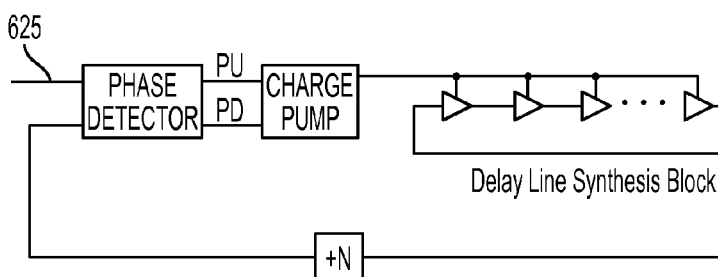 625
PHASE
DETECTOR
PU
PD
CHARGE
PUMP
Delay Line Synthesis Block
+N